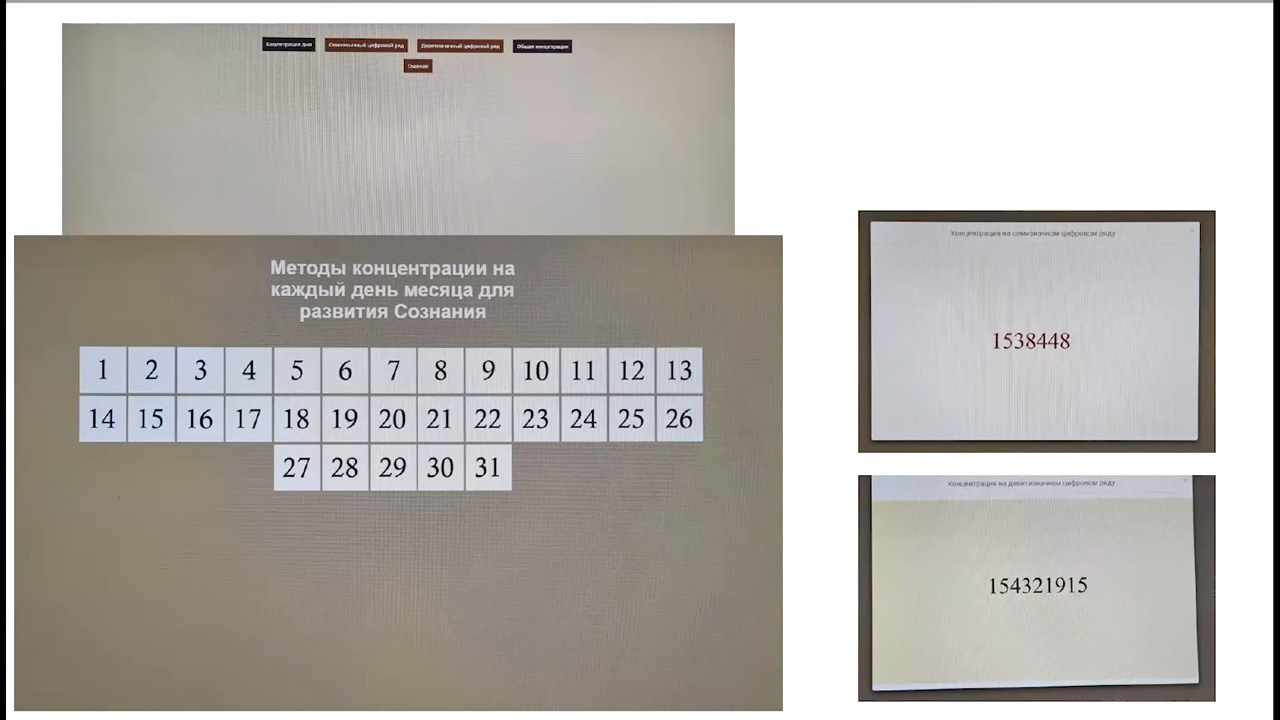 Концентрация дня
Семизначный цифровой ряд
Девятизначный цифровой ряд
Общая концентрация
Главная
Методы концентрации на
каждый день месяца для
развития Сознания
1 2 3 4 5 6 7 8 9 10 11 12 13
14 15 16 17 18 19 20 21 22 23 24 25 26
27 28 29 30 31
Концентрация на семизначном цифровом ряду
1538448
Концентрация на девятизначном цифровом ряду
154321915